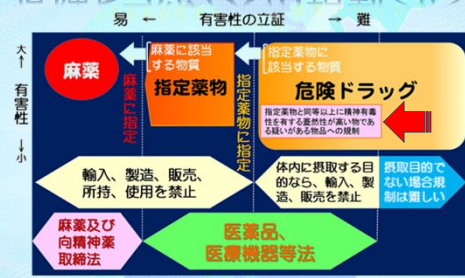 易 ← 有害性の立証 → 難
大
↑
有害性
↓
小
麻薬
麻薬に該当
する物質
指定薬物
指定薬物に
該当する物質
危険ドラッグ
指定薬物と同等以上に精神有毒
性を有する蓋然性が高い物であ
る疑いがある物品への規制
麻薬に指定
指定薬物に指定
輸入、製造、販売、
所持、使用を禁止
体内に摂取する目
的なら、輸入、製
造、販売を禁止
摂取目的で
ない場合規
制は難しい
麻薬及び
向精神薬
取締法
医薬品、
医療機器等法